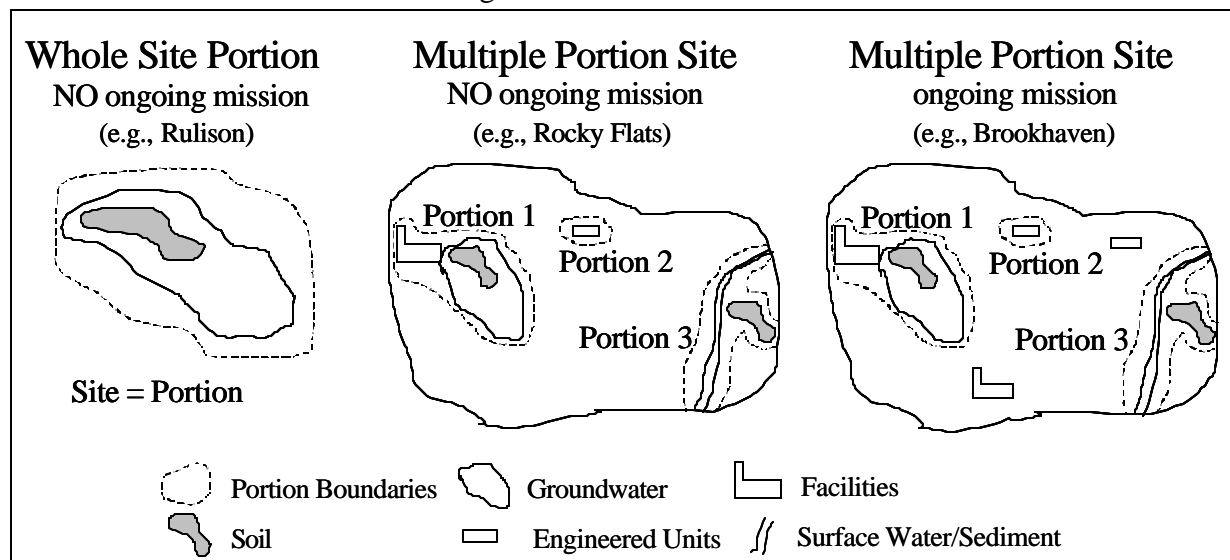 Whole Site Portion
NO ongoing mission
(e.g., Rulison)
Site = Portion
Multiple Portion Site
NO ongoing mission
(e.g., Rocky Flats)
Portion 1
Portion 2
Portion 3
Multiple Portion Site
ongoing mission
(e.g., Brookhaven)
Portion 1
Portion 2
Portion 3
Portion Boundaries
Groundwater
Facilities
Soil
Engineered Units
Surface Water/Sediment